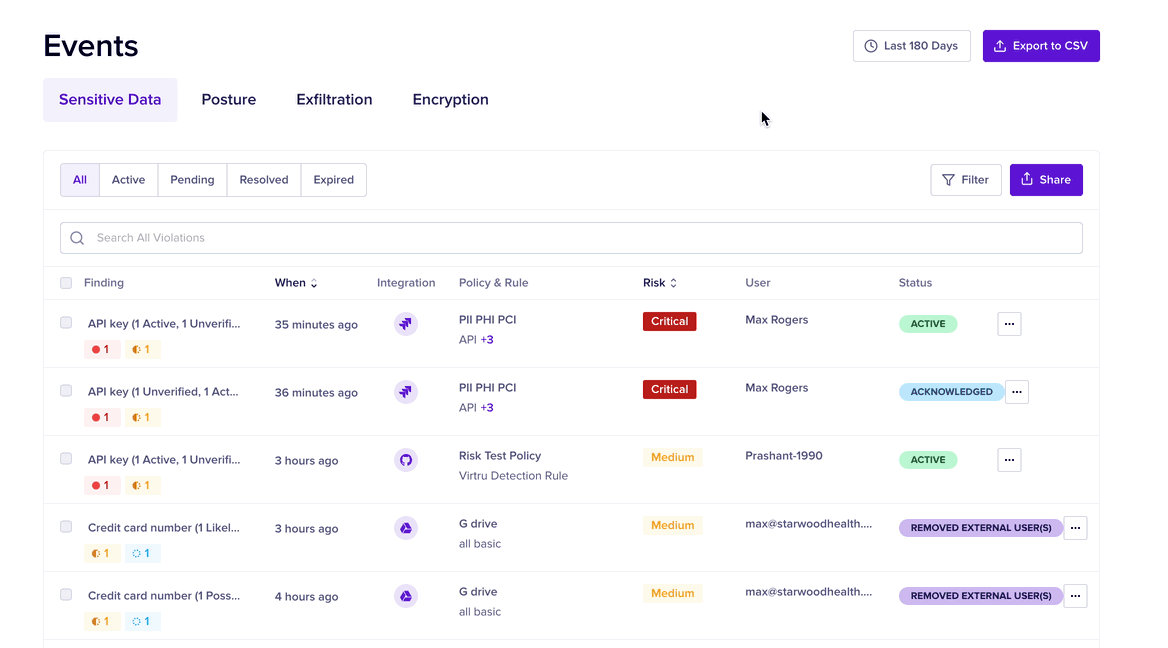 Events
Last 180 Days
Export to CSV
Sensitive Data
Posture
Exfiltration
Encryption
All
Active
Pending
Resolved
Expired
Filter
Share
Search All Violations
Finding
When
Integration
Policy & Rule
Risk
User
Status
API key (1 Active, 1 Unverifi...
35 minutes ago
PII PHI PCI
Critical
Max Rogers
ACTIVE
...
API +3
1
1
API key (1 Unverified, 1 Act...
36 minutes ago
PII PHI PCI
Critical
Max Rogers
ACKNOWLEDGED
...
API +3
1
1
API key (1 Active, 1 Unverifi...
3 hours ago
Risk Test Policy
Medium
Prashant-1990
ACTIVE
...
Virtru Detection Rule
1
1
Credit card number (1 Likel...
3 hours ago
G drive
Medium
max@starwoodhealth....
REMOVED EXTERNAL USER(S)
...
all basic
1
1
Credit card number (1 Poss...
4 hours ago
G drive
Medium
max@starwoodhealth....
REMOVED EXTERNAL USER(S)
...
all basic
1
1